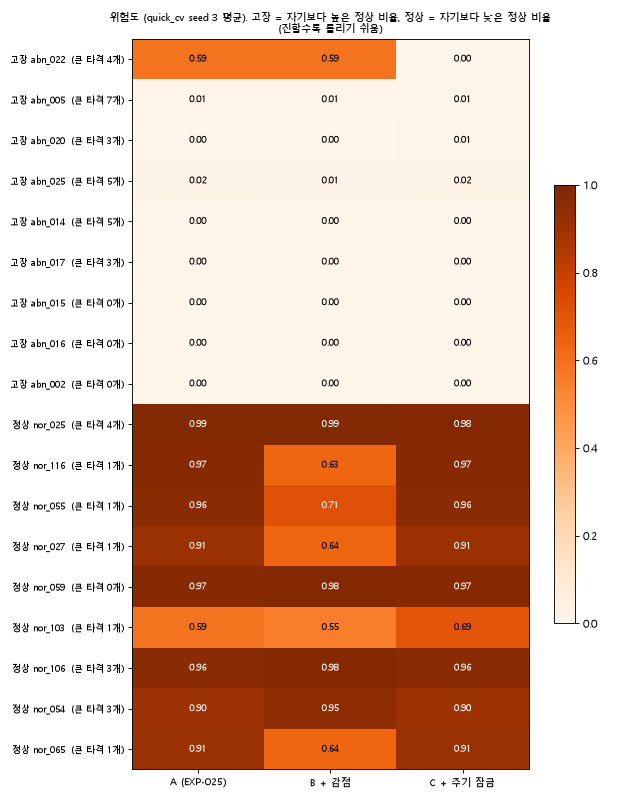 위험도 (quick_cv seed 3 평균). 고장 = 자기보다 높은 정상 비율, 정상 = 자기보다 낮은 정상 비율
(진할수록 틀리기 쉬움)
고장 abn_022 (큰 타격 4개) 0.59 0.59 0.00
고장 abn_005 (큰 타격 7개) 0.01 0.01 0.01
고장 abn_020 (큰 타격 3개) 0.00 0.00 0.01
고장 abn_025 (큰 타격 5개) 0.02 0.01 0.02
고장 abn_014 (큰 타격 5개) 0.00 0.00 0.00
고장 abn_017 (큰 타격 3개) 0.00 0.00 0.00
고장 abn_015 (큰 타격 0개) 0.00 0.00 0.00
고장 abn_016 (큰 타격 0개) 0.00 0.00 0.00
고장 abn_002 (큰 타격 0개) 0.00 0.00 0.00
정상 nor_025 (큰 타격 4개) 0.99 0.99 0.98
정상 nor_116 (큰 타격 1개) 0.97 0.63 0.97
정상 nor_055 (큰 타격 1개) 0.96 0.71 0.96
정상 nor_027 (큰 타격 1개) 0.91 0.64 0.91
정상 nor_059 (큰 타격 0개) 0.97 0.98 0.97
정상 nor_103 (큰 타격 1개) 0.59 0.55 0.69
정상 nor_106 (큰 타격 3개) 0.96 0.98 0.96
정상 nor_054 (큰 타격 3개) 0.90 0.95 0.90
정상 nor_065 (큰 타격 1개) 0.91 0.64 0.91
A (EXP-025) B + 감점 C + 주기 잠금
1.0
0.8
0.6
0.4
0.2
0.0